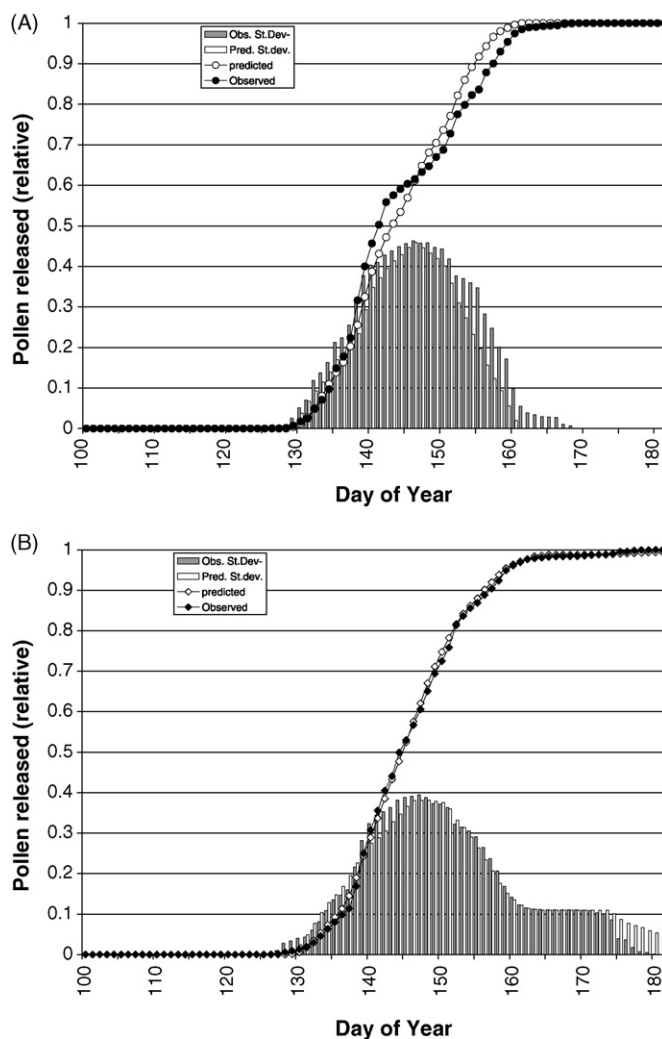 (A)
Obs. St.Dev-
Pred. St.dev.
predicted
Observed
Pollen released (relative)
1
0.9
0.8
0.7
0.6
0.5
0.4
0.3
0.2
0.1
0
100
110
120
130
140
150
160
170
180
Day of Year
(B)
Obs. St.Dev-
Pred. St.dev.
predicted
Observed
Pollen released (relative)
1
0.9
0.8
0.7
0.6
0.5
0.4
0.3
0.2
0.1
0
100
110
120
130
140
150
160
170
180
Day of Year